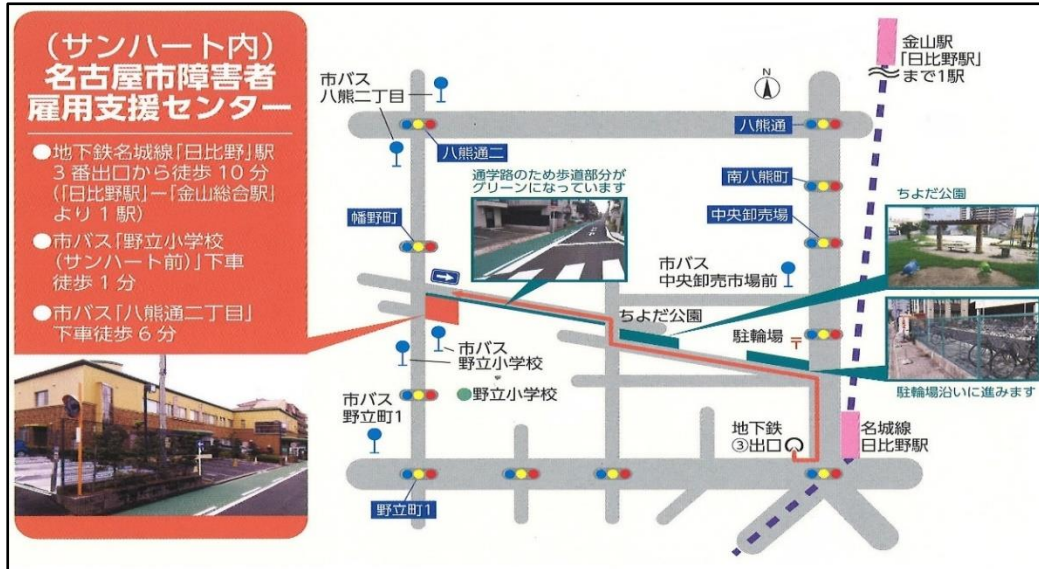 (サンハート内)
名古屋市障害者
雇用支援センター
●地下鉄名城線「日比野」駅
3番出口から徒歩10分
(「日比野駅」ー「金山総合駅」
より1駅)
●市バス「野立小学校
(サンハート前)」下車
徒歩1分
●市バス「八熊通二丁目」
下車徒歩6分
市バス
八熊二丁目
N
金山駅
「日比野駅」
まで1駅
八熊通二
八熊通
通学路のため歩道部分が
グリーンになっています
南八熊町
ちよだ公園
幡野町
中央卸売場
市バス
中央卸売市場前
ちよだ公園
駐輪場
〒
市バス
野立小学校
野立小学校
駐輪場沿いに進みます
市バス
野立町1
地下鉄
③出口
名城線
日比野駅
野立町1